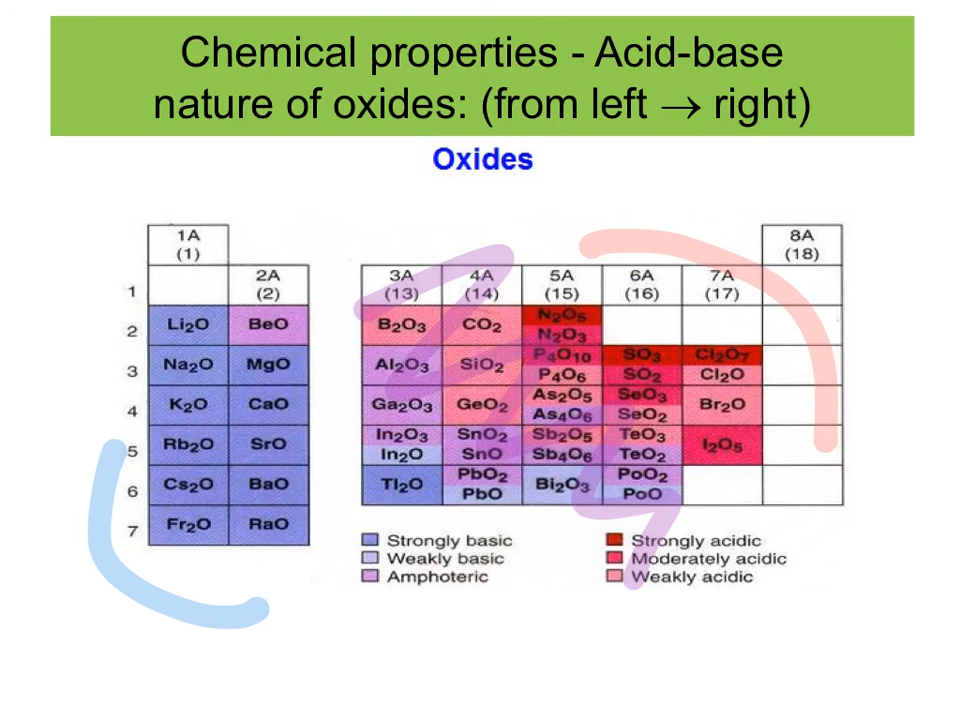 Chemical properties - Acid-base
nature of oxides: (from left → right)
Oxides
1A 8A
(1) (18)
2A 3A 4A 5A 6A 7A
1 (2) (13) (14) (15) (16) (17)
2 Li2O BeO B2O3 CO2 N2O5
N2O3
3 Na2O MgO Al2O3 SiO2 P4O10 SO3 Cl2O7
P4O6 SO2 Cl2O
4 K2O CaO Ga2O3 GeO2 As2O5 SeO3 Br2O
As4O6 SeO2
5 Rb2O SrO In2O3 SnO2 Sb2O5 TeO3 I2O5
In2O SnO Sb4O6 TeO2
6 Cs2O BaO Tl2O PbO2 Bi2O3 PoO2
PbO PoO
7 Fr2O RaO
Strongly basic Strongly acidic
Weakly basic Moderately acidic
Amphoteric Weakly acidic